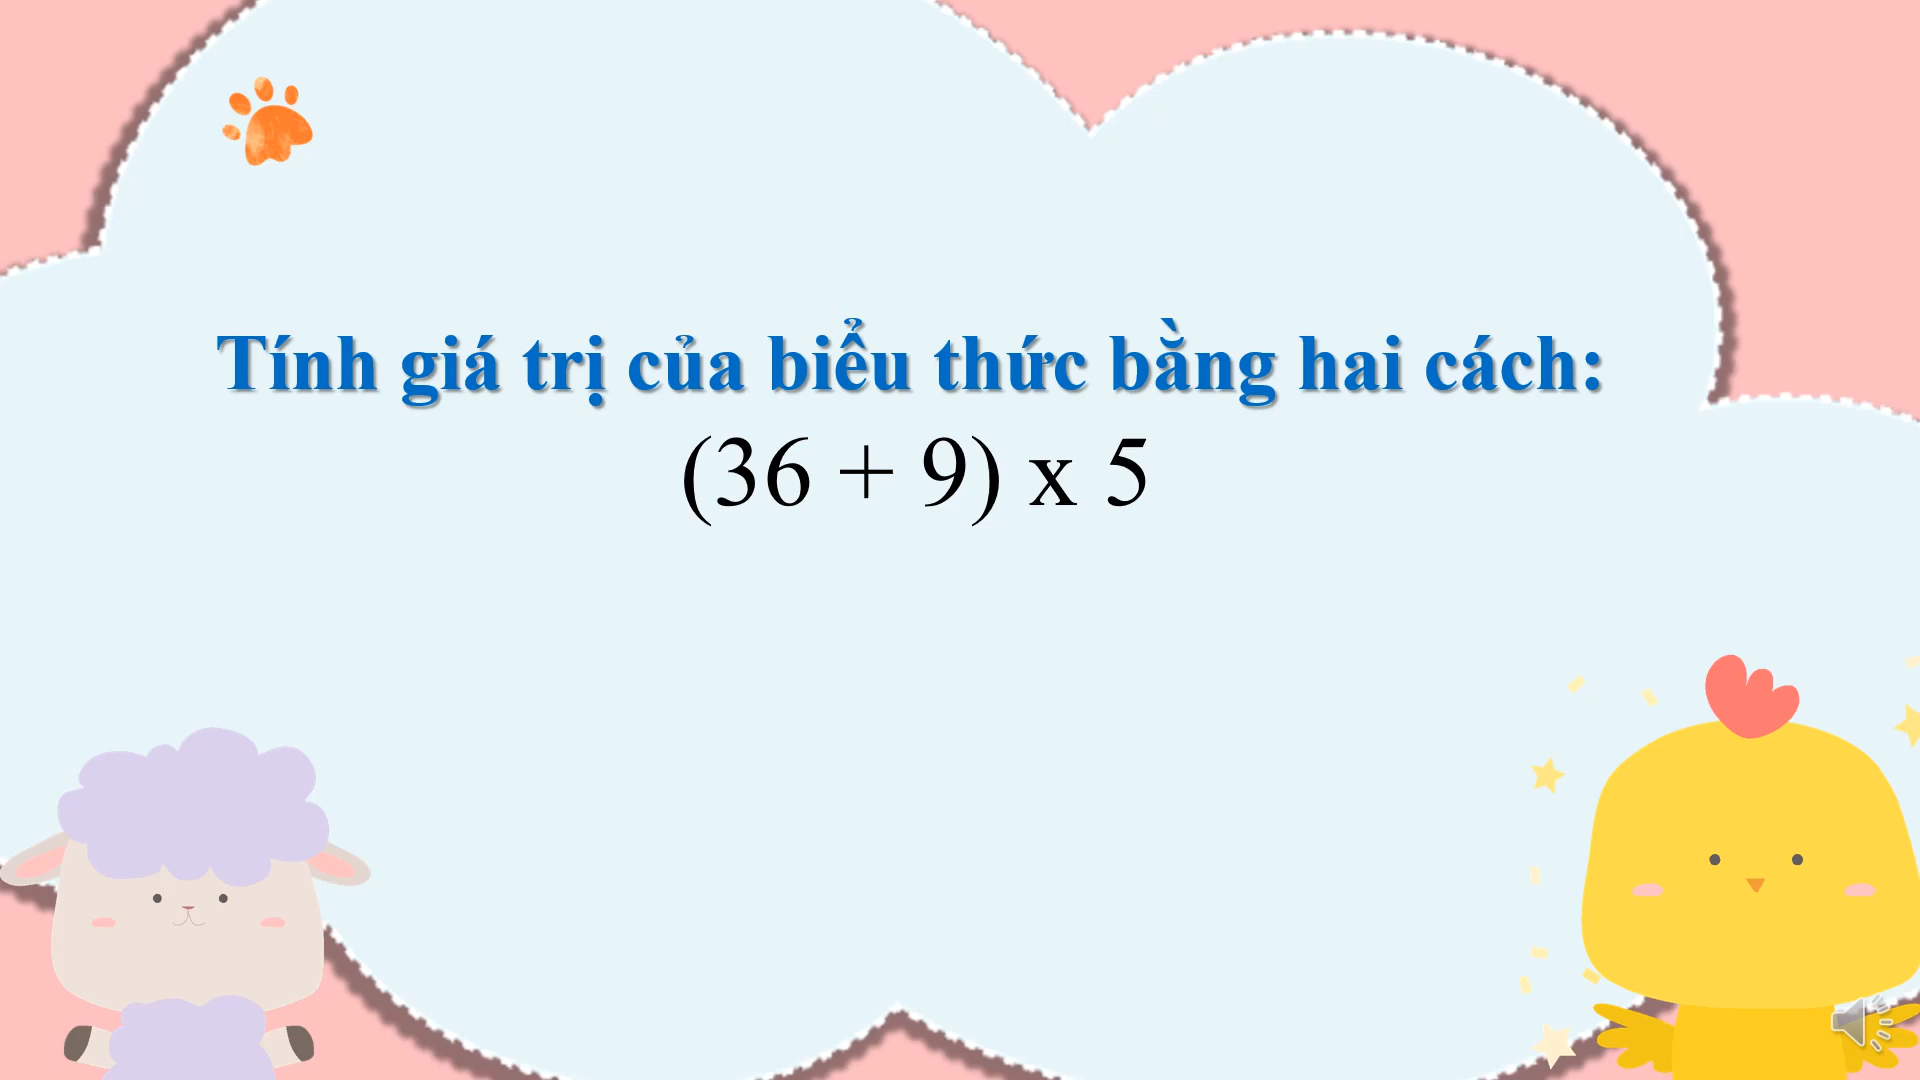 Tính giá trị của biểu thức bằng hai cách:
(36 + 9) x 5